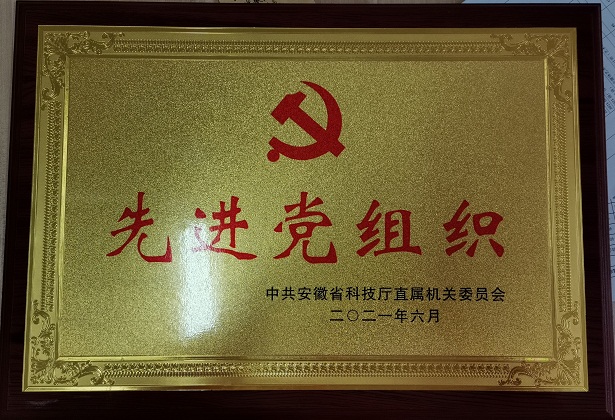 先进党组织
中共安徽省科技厅直属机关委员会
二〇二一年六月